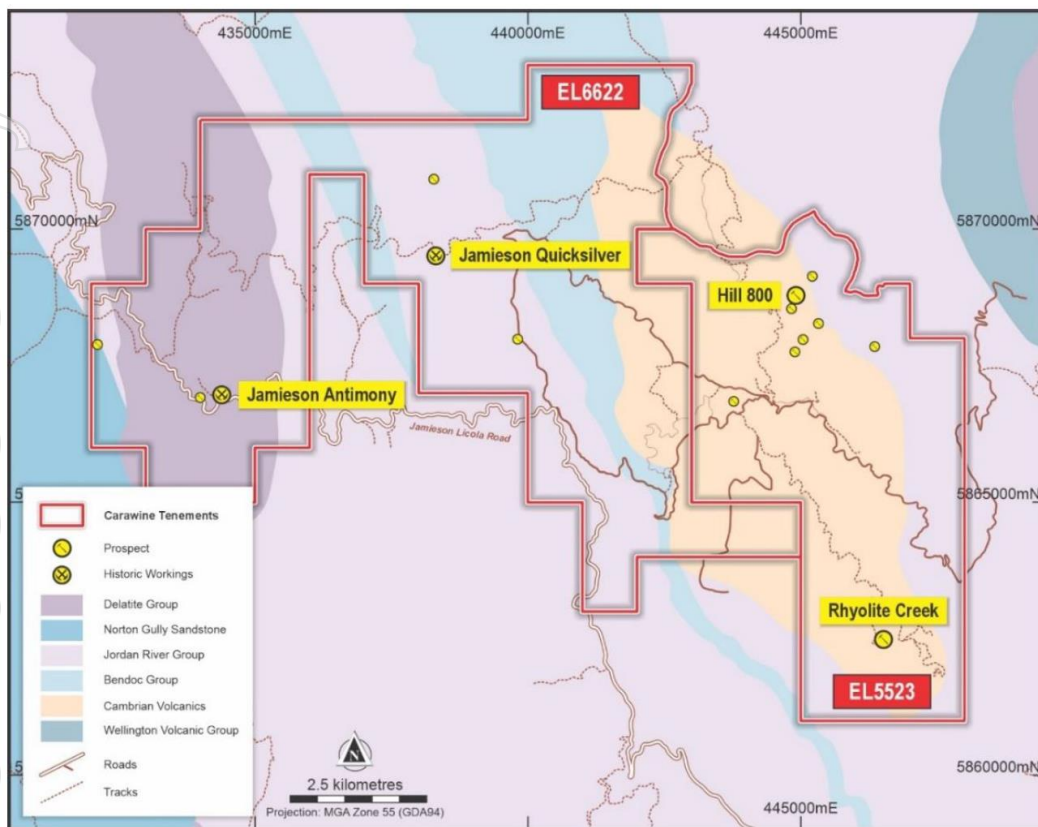 435000mE
440000mE
445000mE
EL6622
5870000mN
5870000mN
Jamieson Quicksilver
Hill 800
Jamieson Antimony
Jamieson Licola Road
5865000mN
Carawine Tenements
Prospect
Historic Workings
Delatite Group
Norton Gully Sandstone
Jordan River Group
Bendoc Group
Cambrian Volcanics
Wellington Volcanic Group
Roads
Tracks
Rhyolite Creek
EL5523
N
2.5 kilometres
Projection: MGA Zone 55 (GDA94)
5860000mN
445000mE